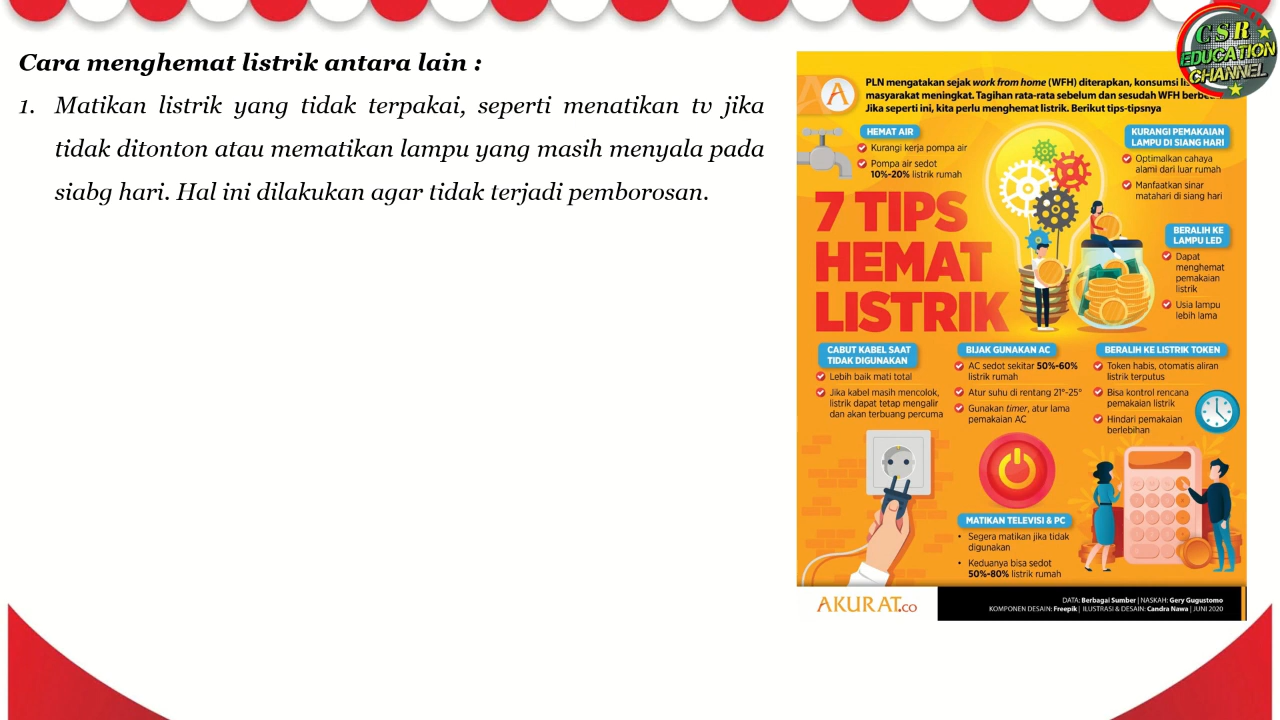 Cara menghemat listrik antara lain :
1. Matikan listrik yang tidak terpakai, seperti menatikan tv jika
tidak ditonton atau mematikan lampu yang masih menyala pada
siabg hari. Hal ini dilakukan agar tidak terjadi pemborosan.
CSR
EDUCATION
CHANNEL
A
PLN mengatakan sejak work from home (WFH) diterapkan, konsumsi
masyarakat meningkat. Tagihan rata-rata sebelum dan sesudah WFH
Jika seperti ini, kita perlu menghemat listrik. Berikut tips-tipsnya
HEMAT AIR
Kurangi kerja pompa air
Pompa air sedot
10%-20% listrik rumah
KURANGI PEMAKAIAN
LAMPU DI SIANG HARI
Optimalkan cahaya
alami dari luar rumah
Manfaatkan sinar
matahari di siang hari
7 TIPS
HEMAT
LISTRIK
BERALIH KE
LAMPU LED
Dapat
menghemat
pemakaian
listrik
Usia lampu
lebih lama
CABUT KABEL SAAT
TIDAK DIGUNAKAN
Lebih baik mati total
Jika kabel masih mencolok,
listrik dapat tetap mengalir
dan akan terbuang percuma
BIJAK GUNAKAN AC
AC sedot sekitar 50%-60%
listrik rumah
Atur suhu di rentang 21°-25°
Gunakan timer, atur lama
pemakaian AC
BERALIH KE LISTRIK TOKEN
Token habis, otomatis aliran
listrik terputus
Bisa kontrol rencana
pemakaian listrik
Hindari pemakaian
berlebihan
MATIKAN TELEVISI & PC
• Segera matikan jika tidak
digunakan
• Keduanya bisa sedot
50%-80% listrik rumah
AKURAT.co
DATA: Berbagai Sumber | NASKAH: Gery Gugustomo
KOMPONEN DESAIN: Freepik | ILUSTRASI & DESAIN: Candra Nawa | JUNI 2020